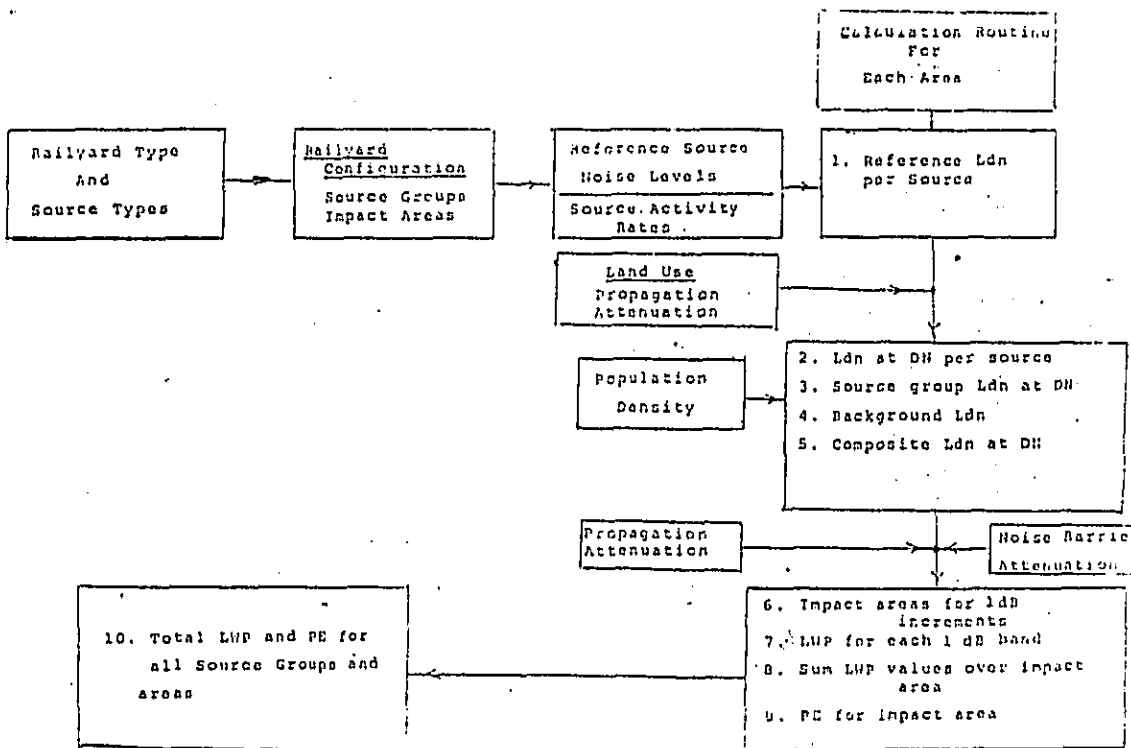 Calculation Routine
For
Each Area
Railyard Type
And
Source Types
Railyard
Configuration
Source Groups
Impact Areas
Reference Source
Noise Levels
Source Activity
Rates
1. Reference Ldn
per Source
Land Use
Propagation
Attenuation
Population
Density
2. Ldn at DN per source
3. Source group Ldn at DN
4. Background Ldn
5. Composite Ldn at DN
Propagation
Attenuation
Noise Barrie
Attenuation
6. Impact areas for 1dB
increments
7. LWP for each 1 dB band
8. Sum LWP values over impact
area
9. PE for impact area
10. Total LWP and PE for
all Source Groups and
areas